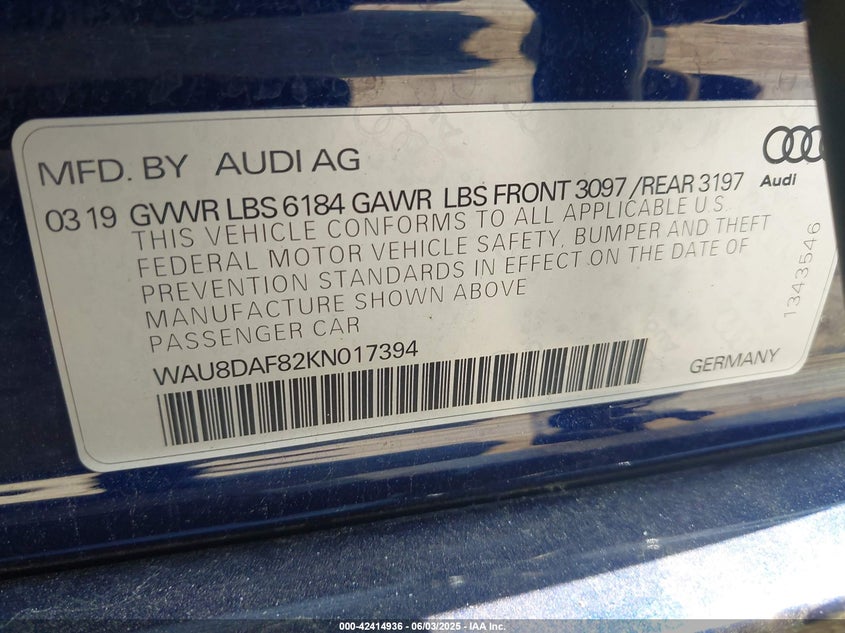 MFD. BY AUDI AG
Audi
03 19 GVWR LBS 6184 GAWR LBS FRONT 3097 /REAR 3197
THIS VEHICLE CONFORMS TO ALL APPLICABLE U.S.
FEDERAL MOTOR VEHICLE SAFETY, BUMPER AND THEFT
PREVENTION STANDARDS IN EFFECT ON THE DATE OF
MANUFACTURE SHOWN ABOVE
PASSENGER CAR
1343546
WAU8DAF82KN017394
GERMANY
000-42414936 - 06/03/2025 - IAA Inc.